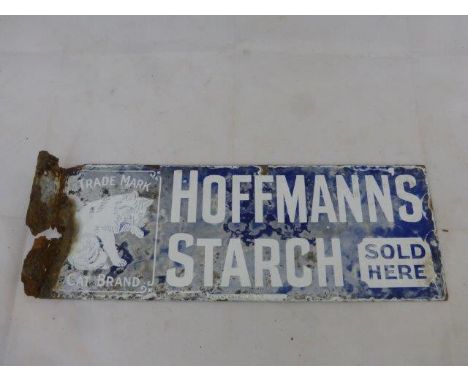 TRADE MARK
CAT BRAND
HOFFMANNS
STARCH
SOLD
HERE